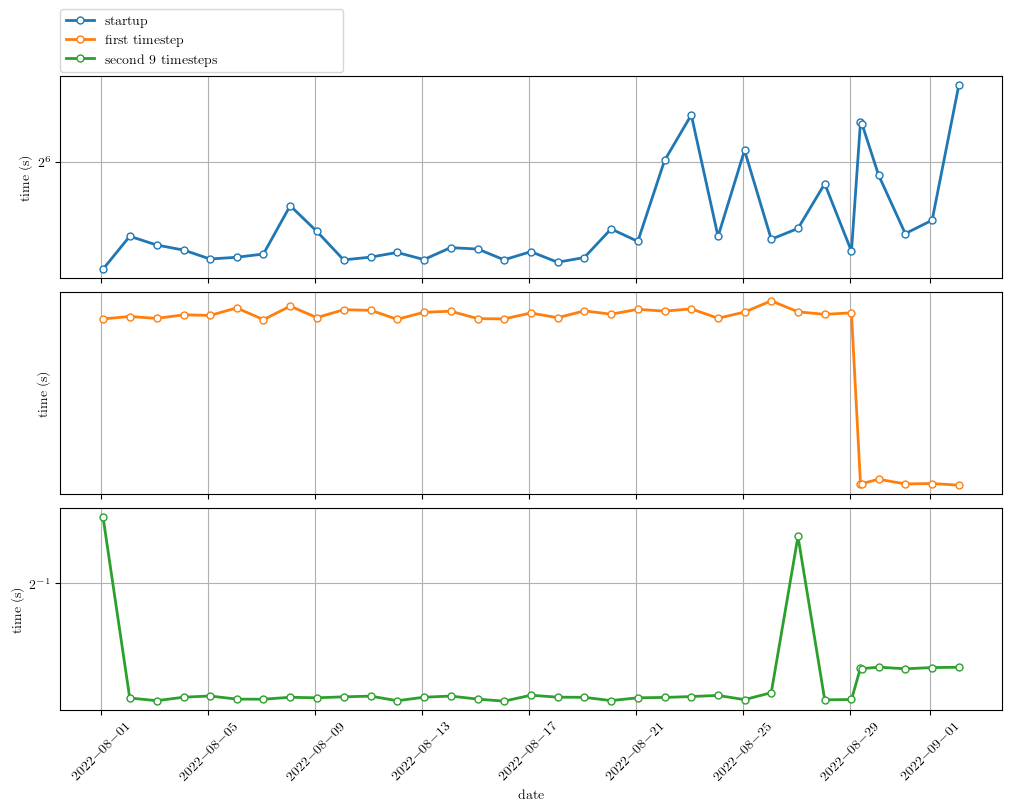 startup
first timestep
second 9 timesteps
time (s)
2⁶
time (s)
time (s)
2⁻¹
2022−08−01
2022−08−05
2022−08−09
2022−08−13
2022−08−17
2022−08−21
2022−08−25
2022−08−29
2022−09−01
date